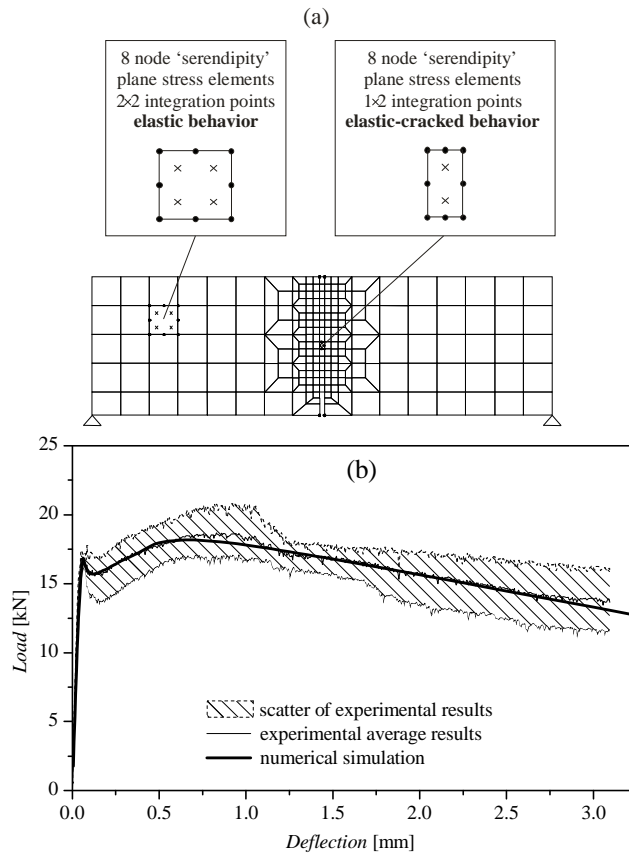 (a)
8 node ‘serendipity’
plane stress elements
2×2 integration points
elastic behavior
8 node ‘serendipity’
plane stress elements
1×2 integration points
elastic-cracked behavior
(b)
25
20
15
10
5
0
Load [kN]
scatter of experimental results
experimental average results
numerical simulation
0.0 0.5 1.0 1.5 2.0 2.5 3.0
Deflection [mm]